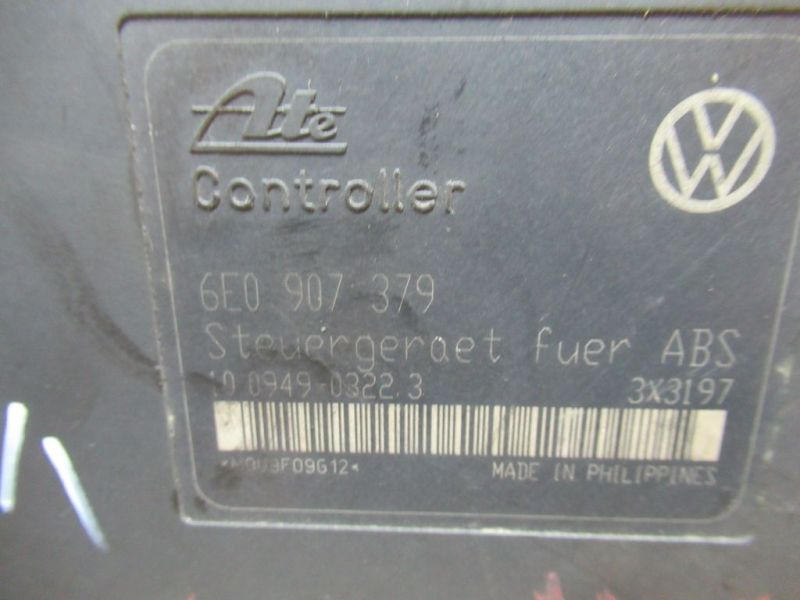 Ate
Controller
6E0 907 379
Steuergeraet fuer ABS
10.0949-0322.3 3X3197
MADE IN PHILIPPINES